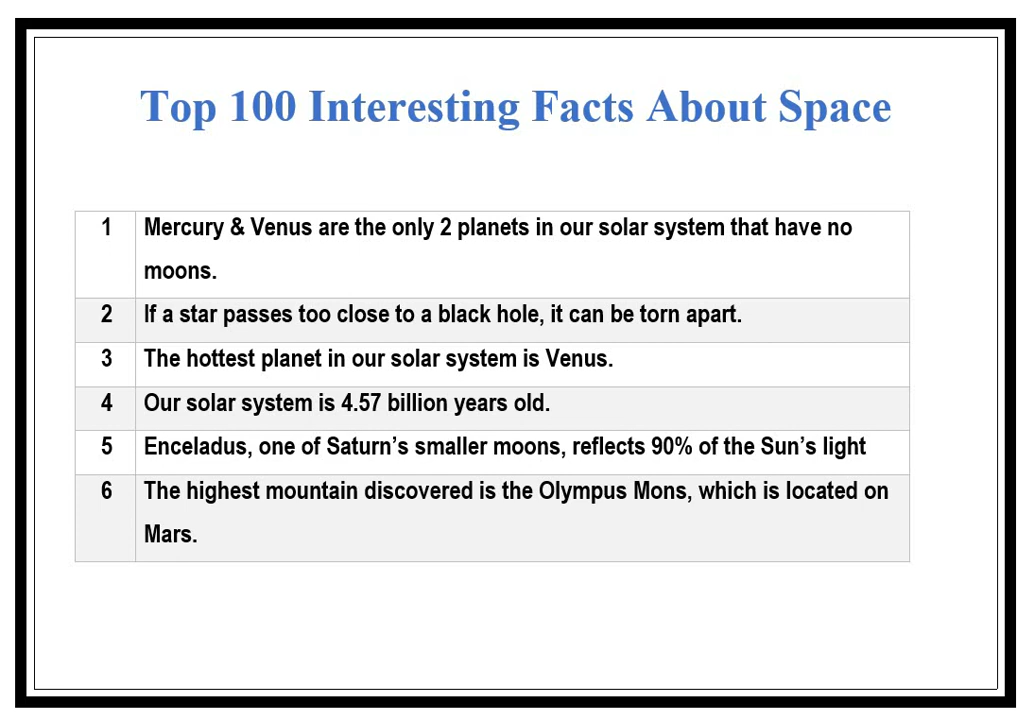 Top 100 Interesting Facts About Space
1 Mercury & Venus are the only 2 planets in our solar system that have no
moons.
2 If a star passes too close to a black hole, it can be torn apart.
3 The hottest planet in our solar system is Venus.
4 Our solar system is 4.57 billion years old.
5 Enceladus, one of Saturn’s smaller moons, reflects 90% of the Sun’s light
6 The highest mountain discovered is the Olympus Mons, which is located on
Mars.